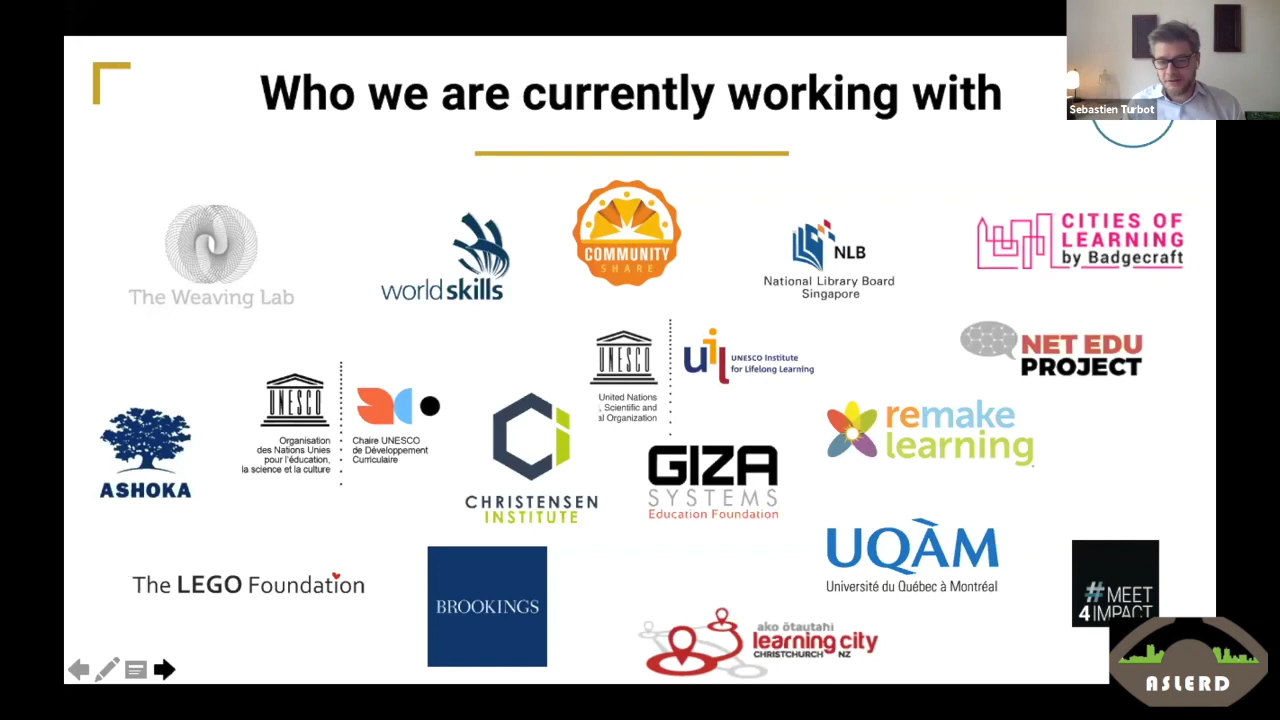 Who we are currently working with
Sebastien Turbot
The Weaving Lab
worldskills
COMMUNITY
SHARE
NLB
National Library Board
Singapore
CITIES OF
LEARNING
by Badgecraft
UNESCO
United Nations
, Scientific and
al Organization
uil
UNESCO Institute
for Lifelong Learning
NET EDU
PROJECT
ASHOKA
UNESCO
Organisation
des Nations Unies
pour l'éducation,
la science et la culture
Chaire UNESCO
de Développement
Curriculaire
Ci
CHRISTENSEN
INSTITUTE
GIZA
SYSTEMS
Education Foundation
remake
learning
The LEGO Foundation
BROOKINGS
UQÀM
Université du Québec à Montréal
#MEET
4IMPACT
ako ōtautahi
learning city
CHRISTCHURCH NZ
ASLERD